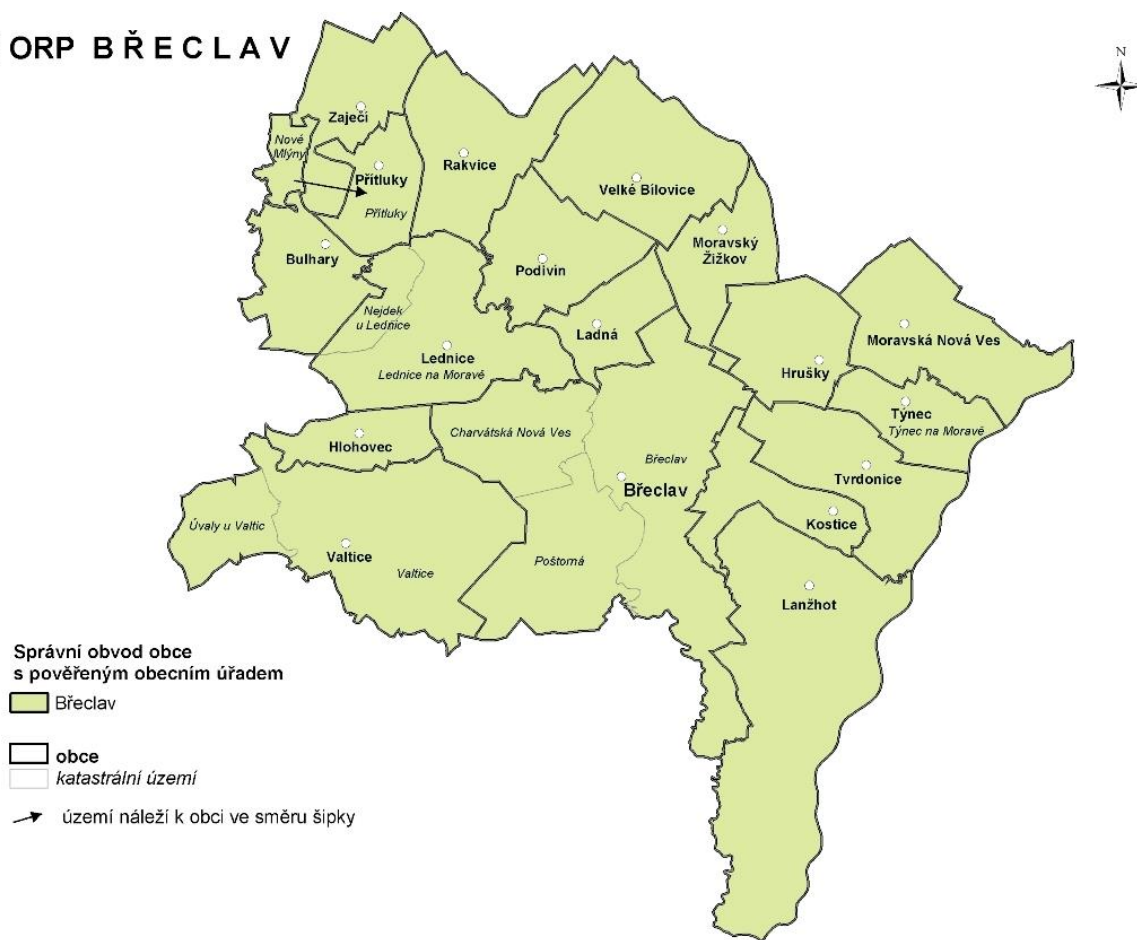 ORP BŘECLAV
N
Zaječí
Nové
Mlýny
Přítluky
Přítluky
Rakvice
Velké Bílovice
Bulhary
Podivín
Moravský
Žižkov
Nejdek
u Lednice
Ladná
Moravská Nová Ves
Lednice
Lednice na Moravě
Hrušky
Týnec
Týnec na Moravě
Charvátská Nová Ves
Hlohovec
Břeclav
Břeclav
Tvrdonice
Úvaly u Valtic
Kostice
Valtice
Valtice
Poštorná
Lanžhot
Správní obvod obce
s pověřeným obecním úřadem
Břeclav
obce
katastrální území
území náleží k obci ve směru šipky